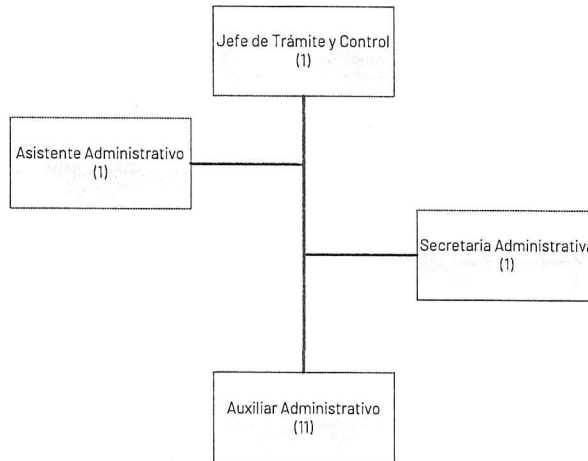 Jefe de Trámite y Control
(1)
Asistente Administrativo
(1)
Secretaria Administrativa
(1)
Auxiliar Administrativo
(11)